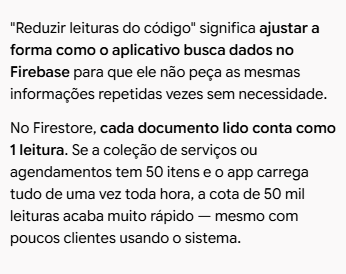 "Reduzir leituras do código" significa ajustar a
forma como o aplicativo busca dados no
Firebase para que ele não peça as mesmas
informações repetidas vezes sem necessidade.
No Firestore, cada documento lido conta como
1 leitura. Se a coleção de serviços ou
agendamentos tem 50 itens e o app carrega
tudo de uma vez toda hora, a cota de 50 mil
leituras acaba muito rápido — mesmo com
poucos clientes usando o sistema.